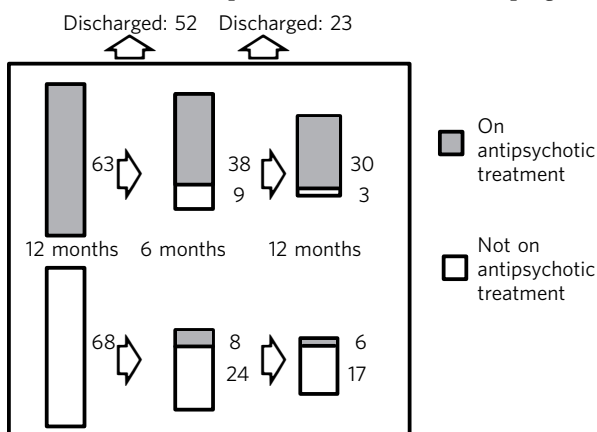 Discharged: 52 Discharged: 23
63 38 30
9 3
On
antipsychotic
treatment
12 months 6 months 12 months
Not on
antipsychotic
treatment
68 8 6
24 17